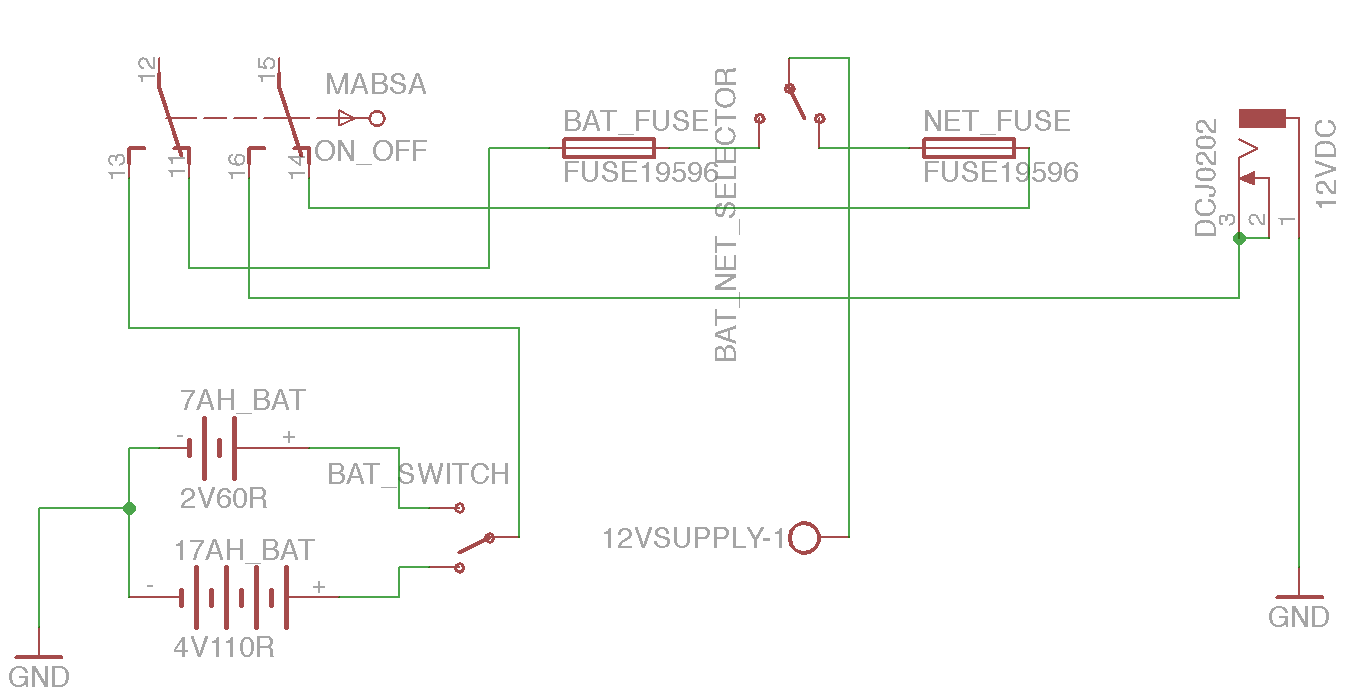 12
15
MABSA
ON_OFF
13
11
16
14
BAT_FUSE
FUSE19596
BAT_NET_SELECTOR
NET_FUSE
FUSE19596
DCJ0202
3
2
1
12VDC
7AH_BAT
-
+
2V60R
BAT_SWITCH
17AH_BAT
-
+
4V110R
12VSUPPLY-1
GND
GND